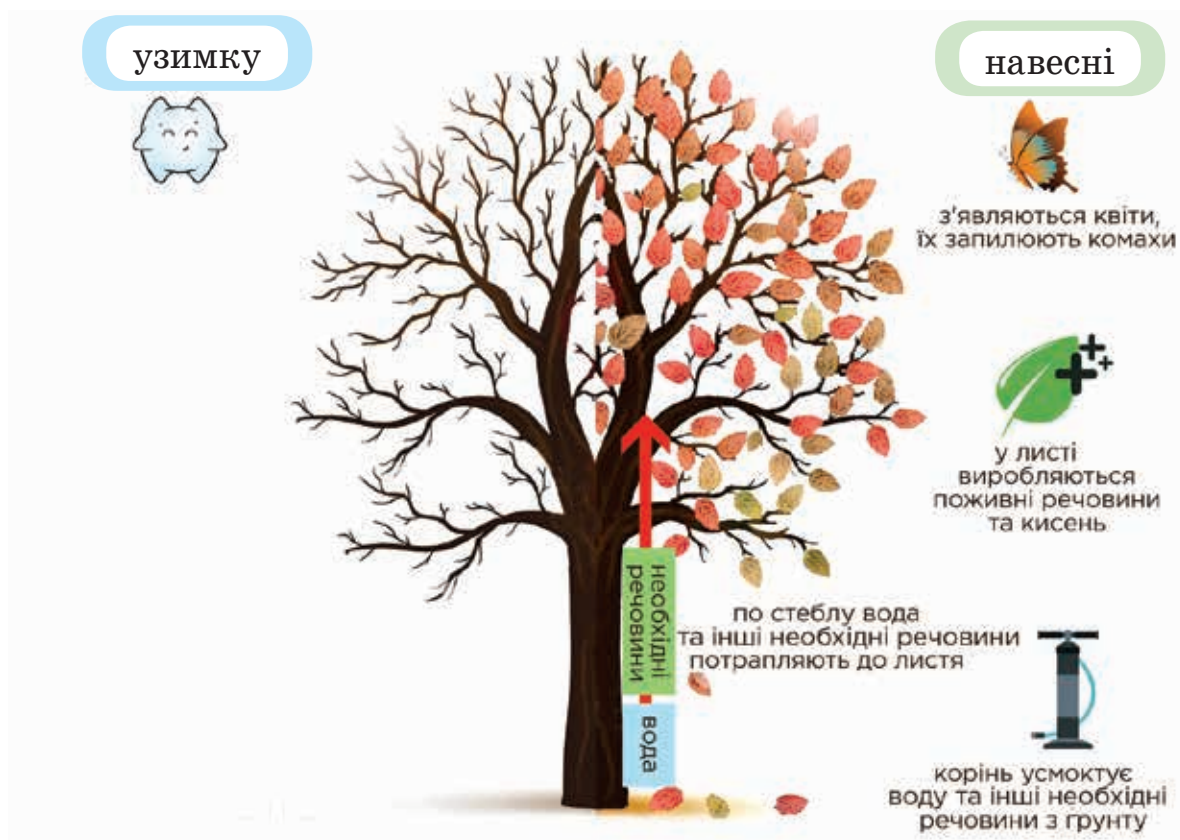 узимку
навесні
з'являються квіти,
їх запилюють комахи
у листі
виробляються
поживні речовини
та кисень
необхідні
речовини
по стеблу вода
та інші необхідні речовини
потрапляють до листя
вода
корінь усмоктує
воду та інші необхідні
речовини з ґрунту